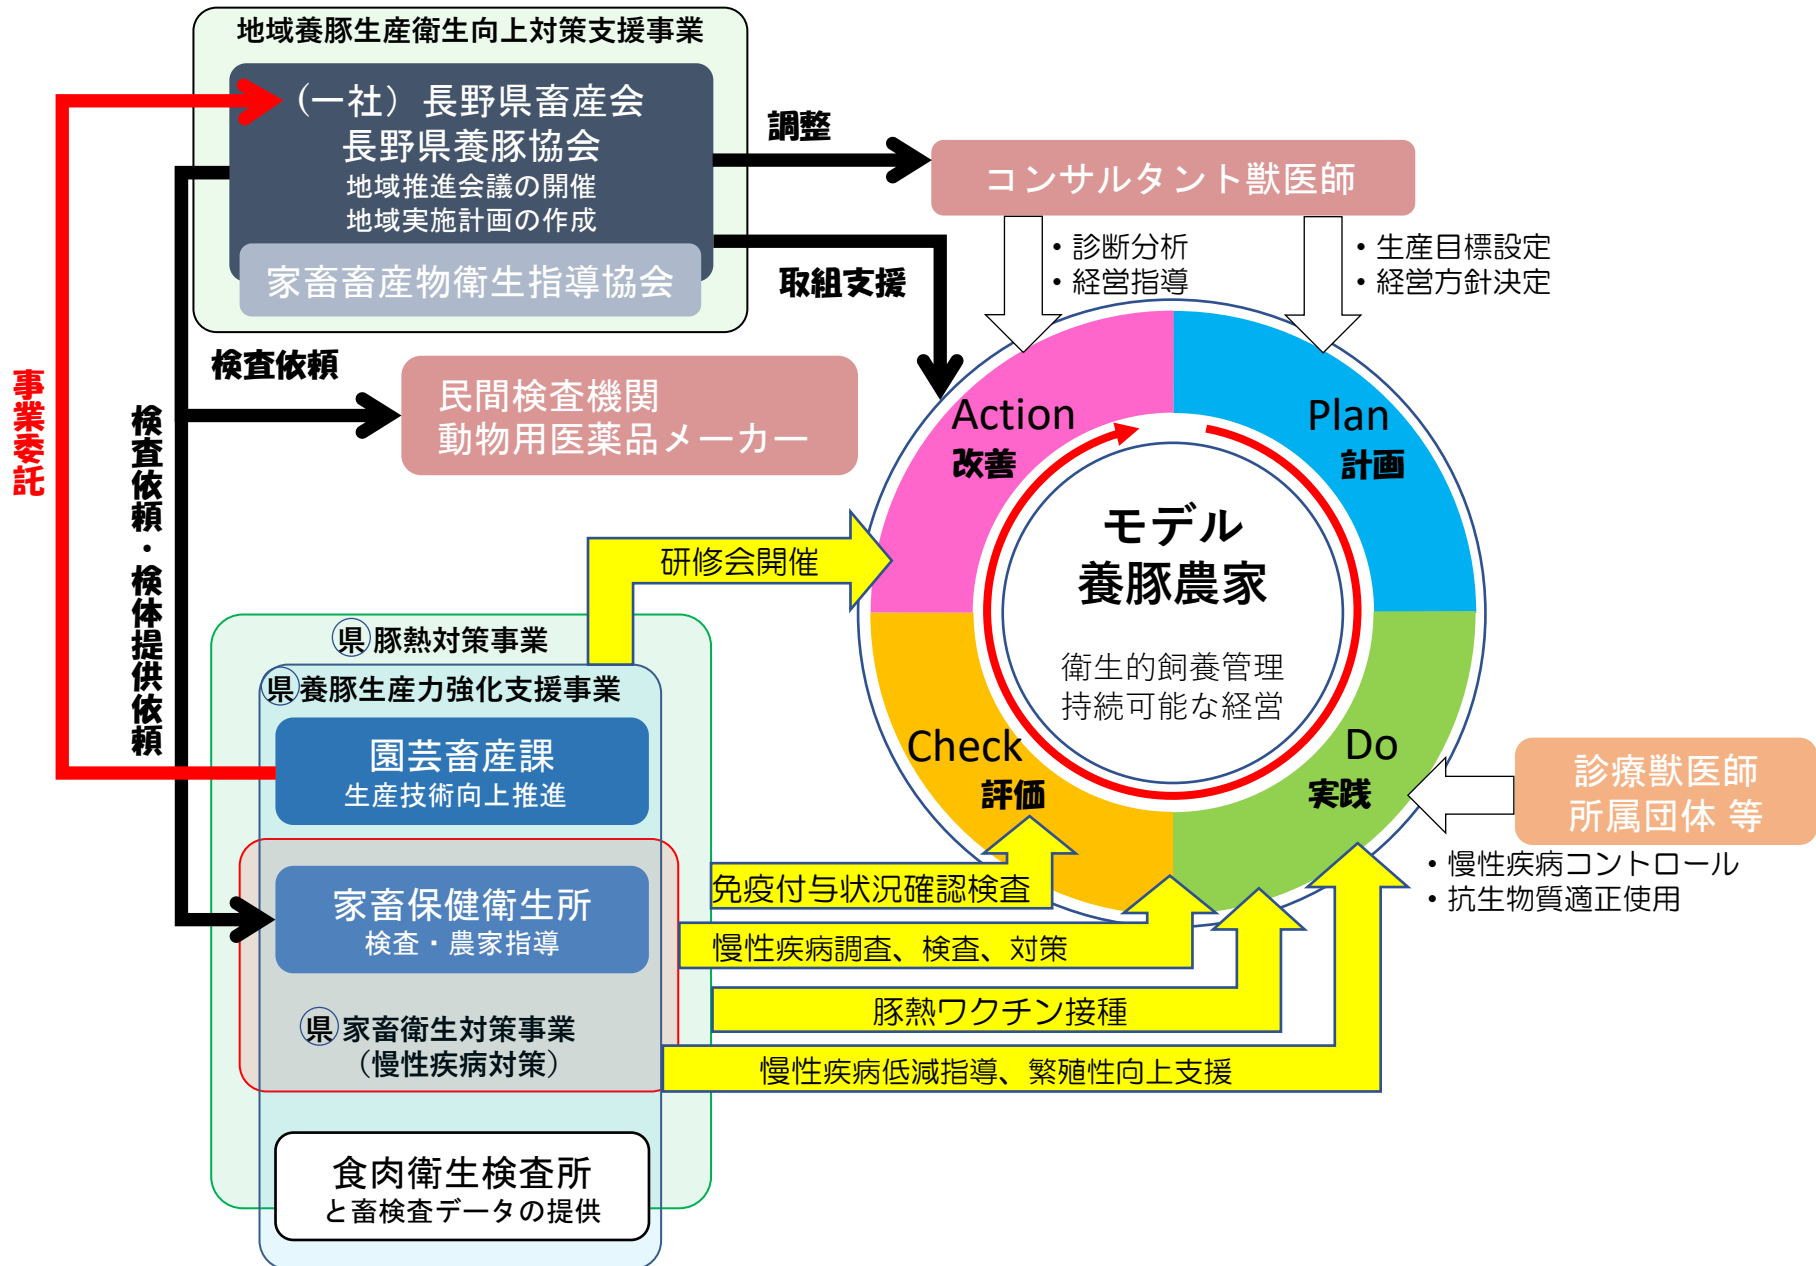 地域養豚生産衛生向上対策支援事業
(一社）長野県畜産会
長野県養豚協会
地域推進会議の開催
地域実施計画の作成
家畜畜産物衛生指導協会
調整
取組支援
コンサルタント獣医師
・診断分析
・経営指導
・生産目標設定
・経営方針決定
検査依頼
民間検査機関
動物用医薬品メーカー
事業委託
検査依頼・検体提供依頼
Action
改善
Plan
計画
モデル
養豚農家
衛生的飼養管理
持続可能な経営
Check
評価
Do
実践
研修会開催
県 豚熱対策事業
県 養豚生産力強化支援事業
園芸畜産課
生産技術向上推進
診療獣医師
所属団体 等
・慢性疾病コントロール
・抗生物質適正使用
家畜保健衛生所
検査・農家指導
県 家畜衛生対策事業
（慢性疾病対策）
免疫付与状況確認検査
慢性疾病調査、検査、対策
豚熱ワクチン接種
慢性疾病低減指導、繁殖性向上支援
食肉衛生検査所
と畜検査データの提供